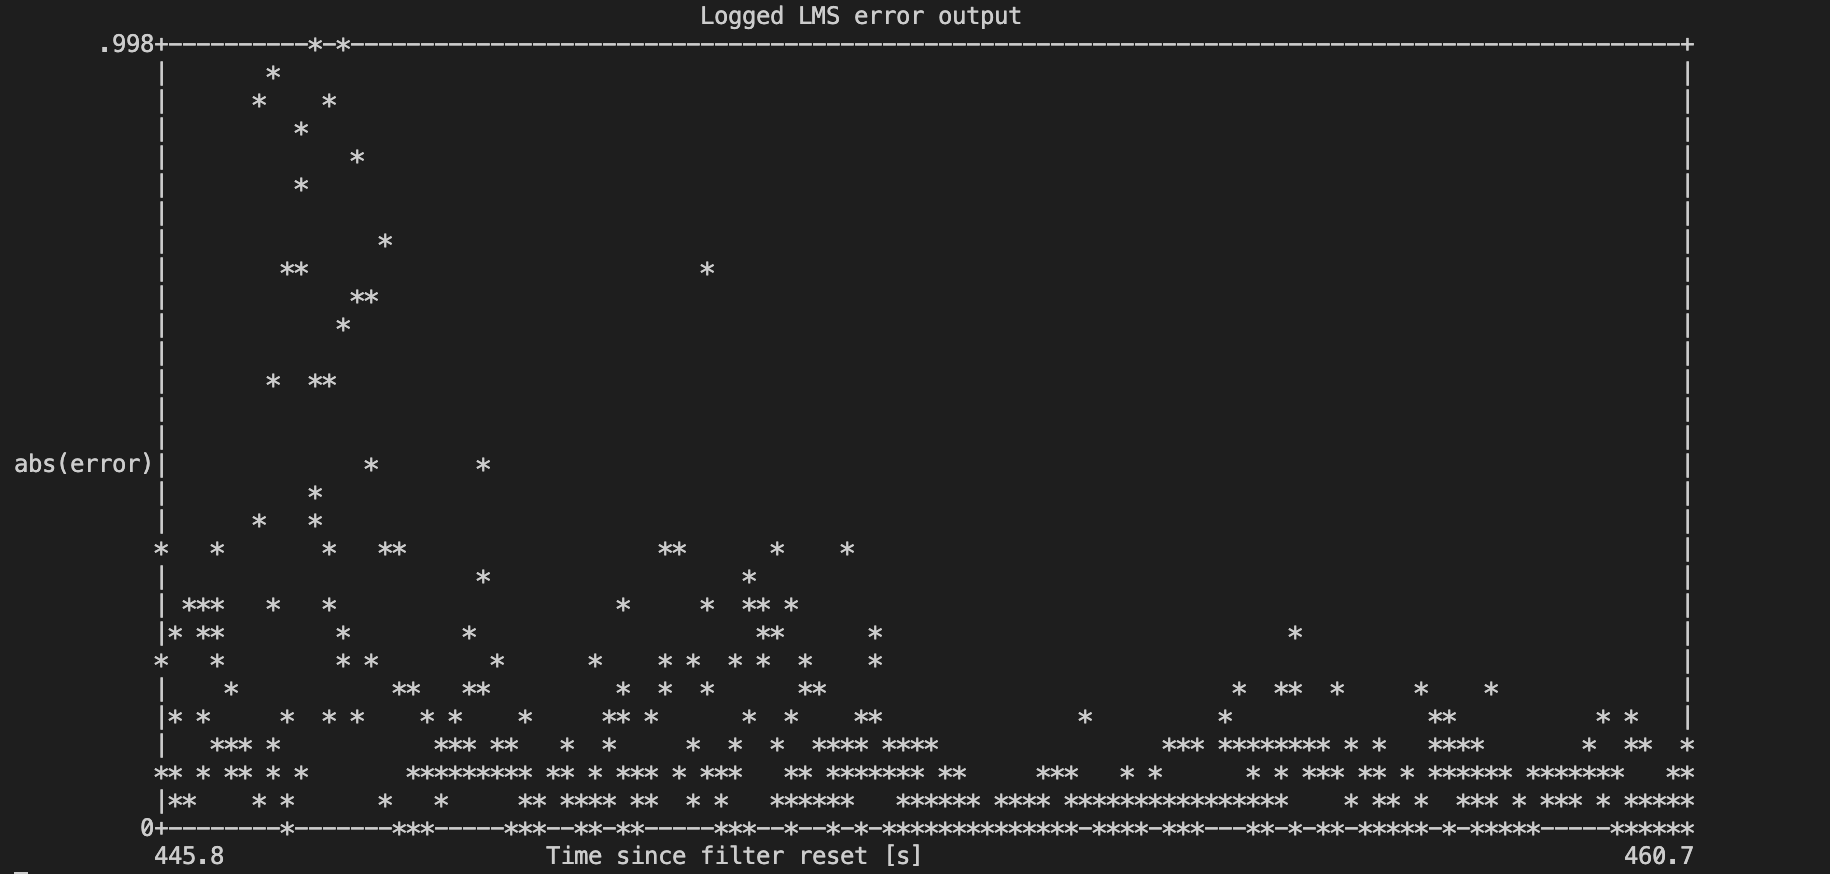 Logged LMS error output
.998
abs(error)
0
445.8 Time since filter reset [s] 460.7